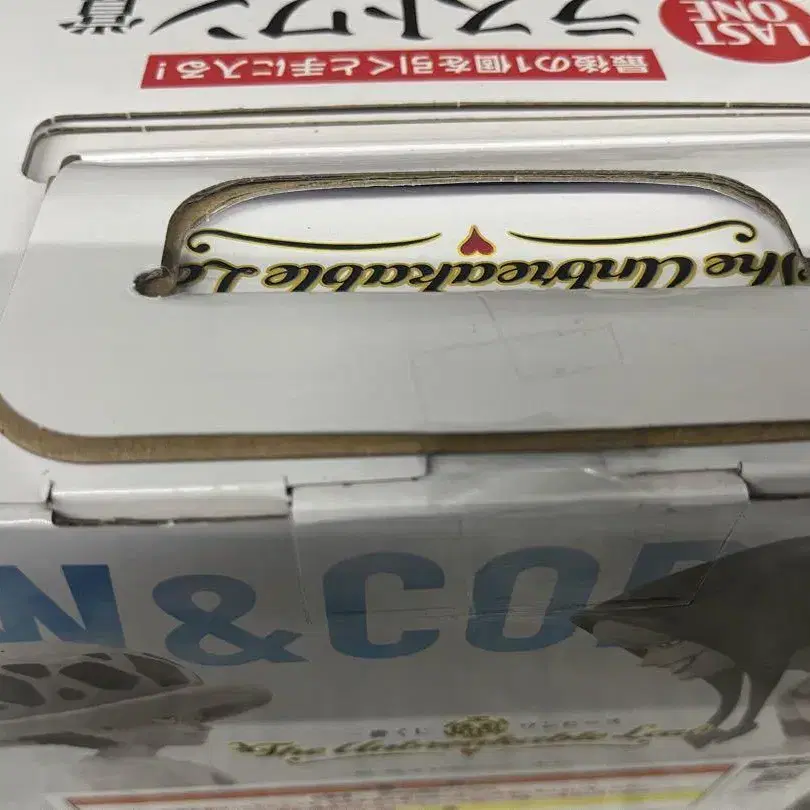 LAST
ONE
ラストワン賞
最後の1個を引くと手に入る!
The Unbreakable
N & CO